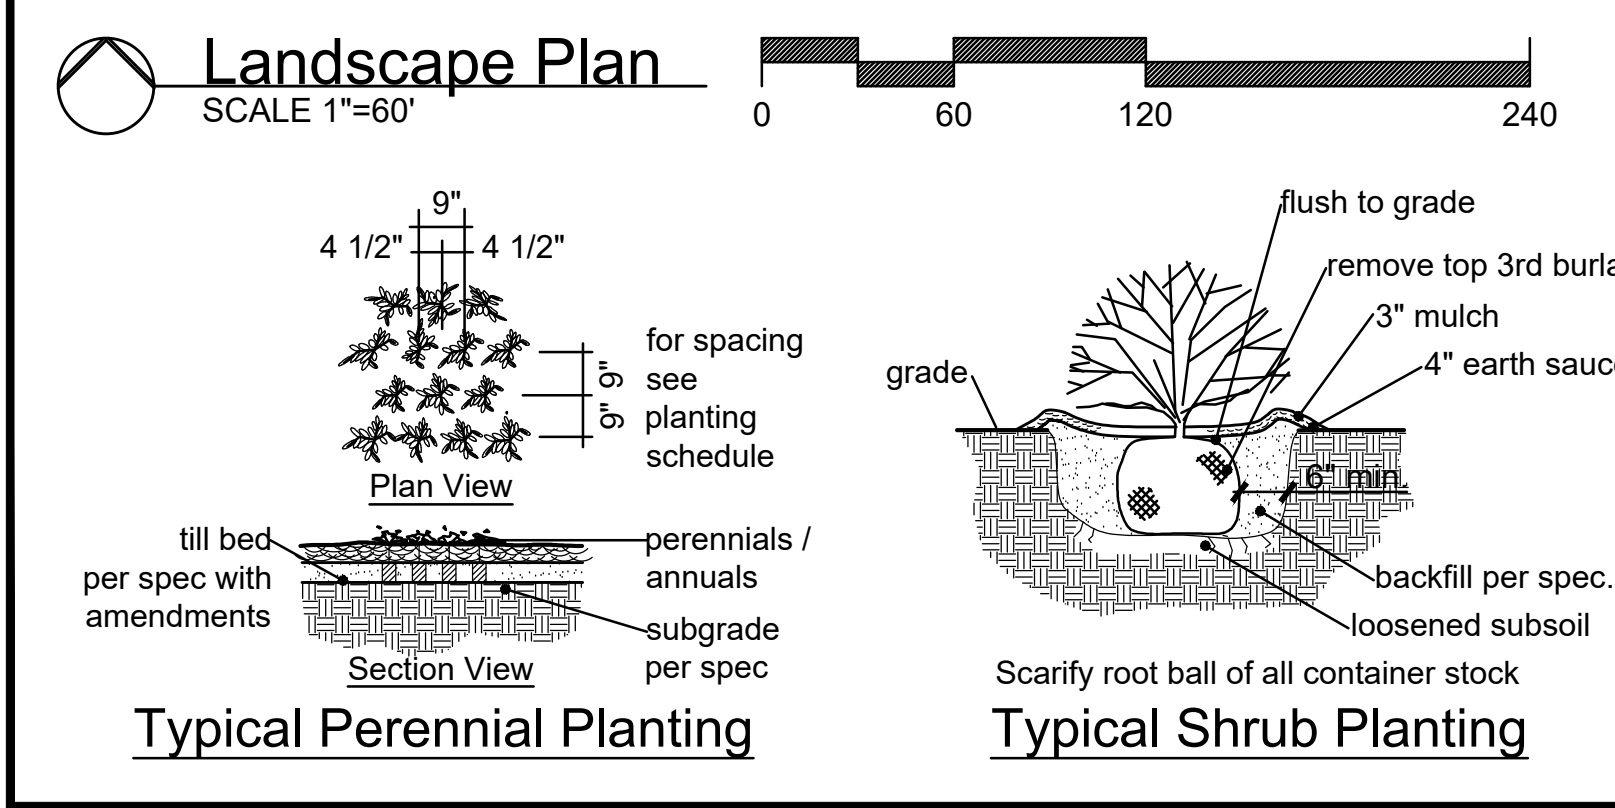 Landscape Plan
SCALE 1"=60'
0 60 120 240
9"
4 1/2" 4 1/2"
9" 9"
for spacing
see
planting
schedule
Plan View
till bed
per spec with
amendments
perennials /
annuals
subgrade
per spec
Section View
Typical Perennial Planting
flush to grade
remove top 3rd
3" mulch
4" earth
grade
6" min.
backfill per spec.
loosened subsoil
Scarify root ball of all container stock
Typical Shrub Planting